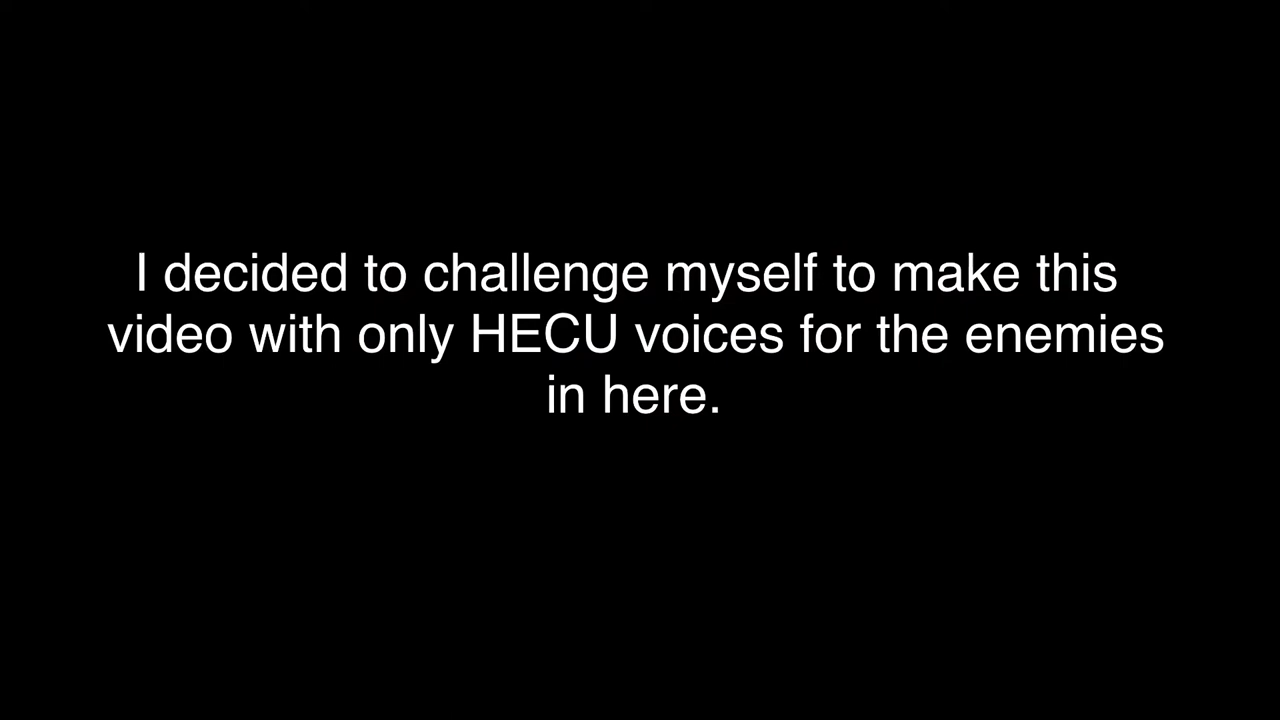 I decided to challenge myself to make this
video with only HECU voices for the enemies
in here.